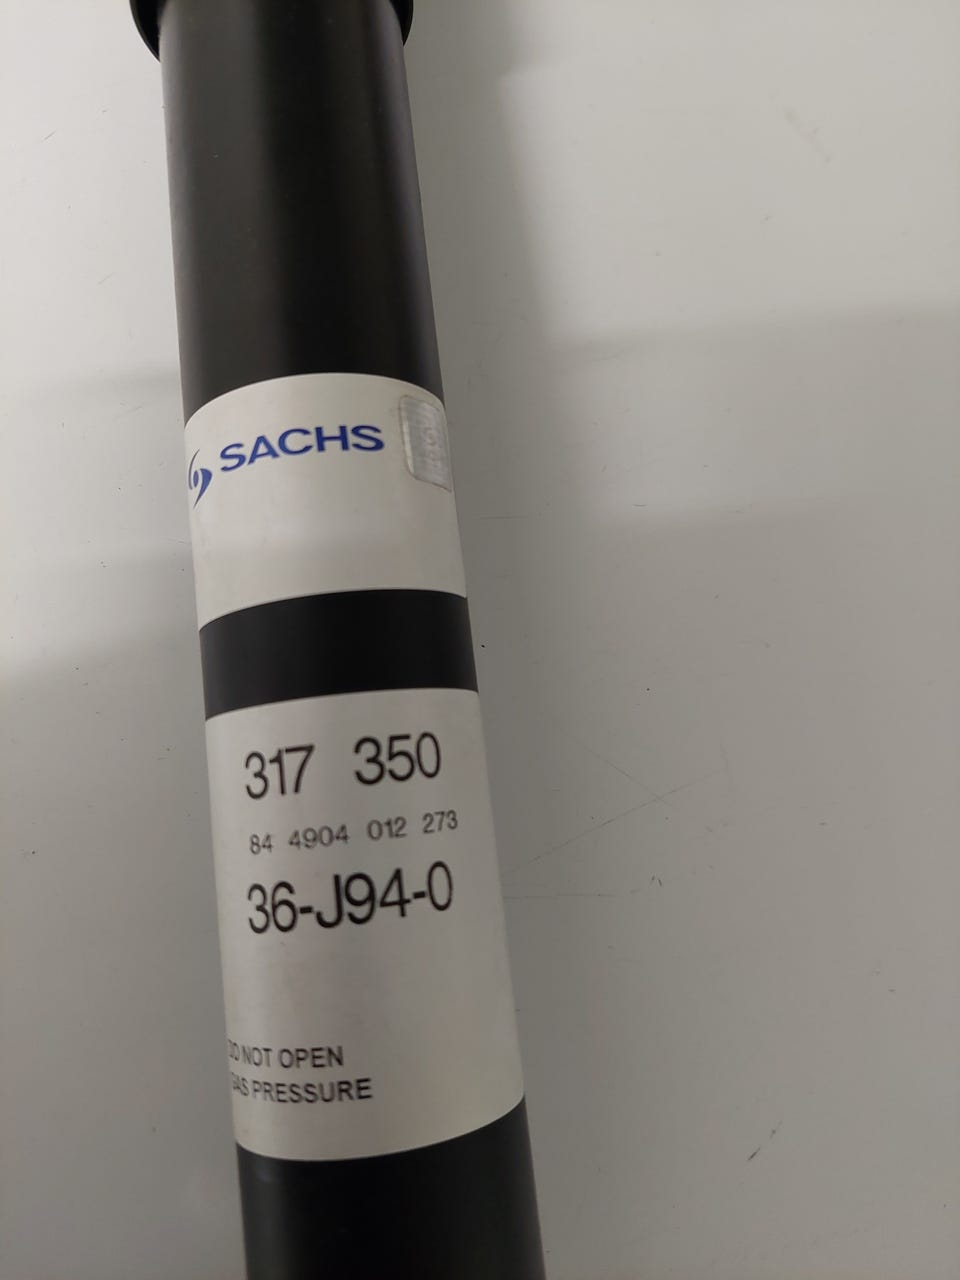 SACHS
317 350
84 4904 012 273
36-J94-0
DO NOT OPEN
GAS PRESSURE